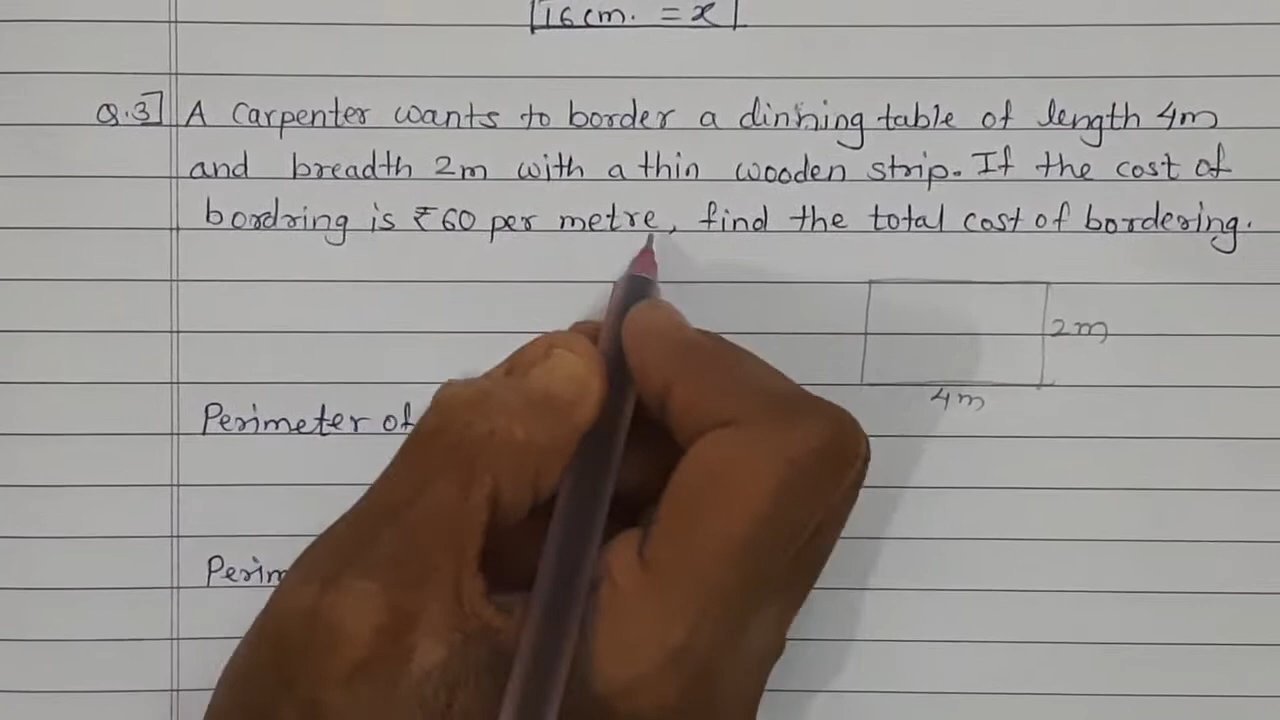 16cm. = x
Q.3] A carpenter wants to border a dinning table of length 4m
and breadth 2m with a thin wooden strip. If the cost of
bordring is ₹60 per metre, find the total cost of bordering.
2m
4m
Perimeter of